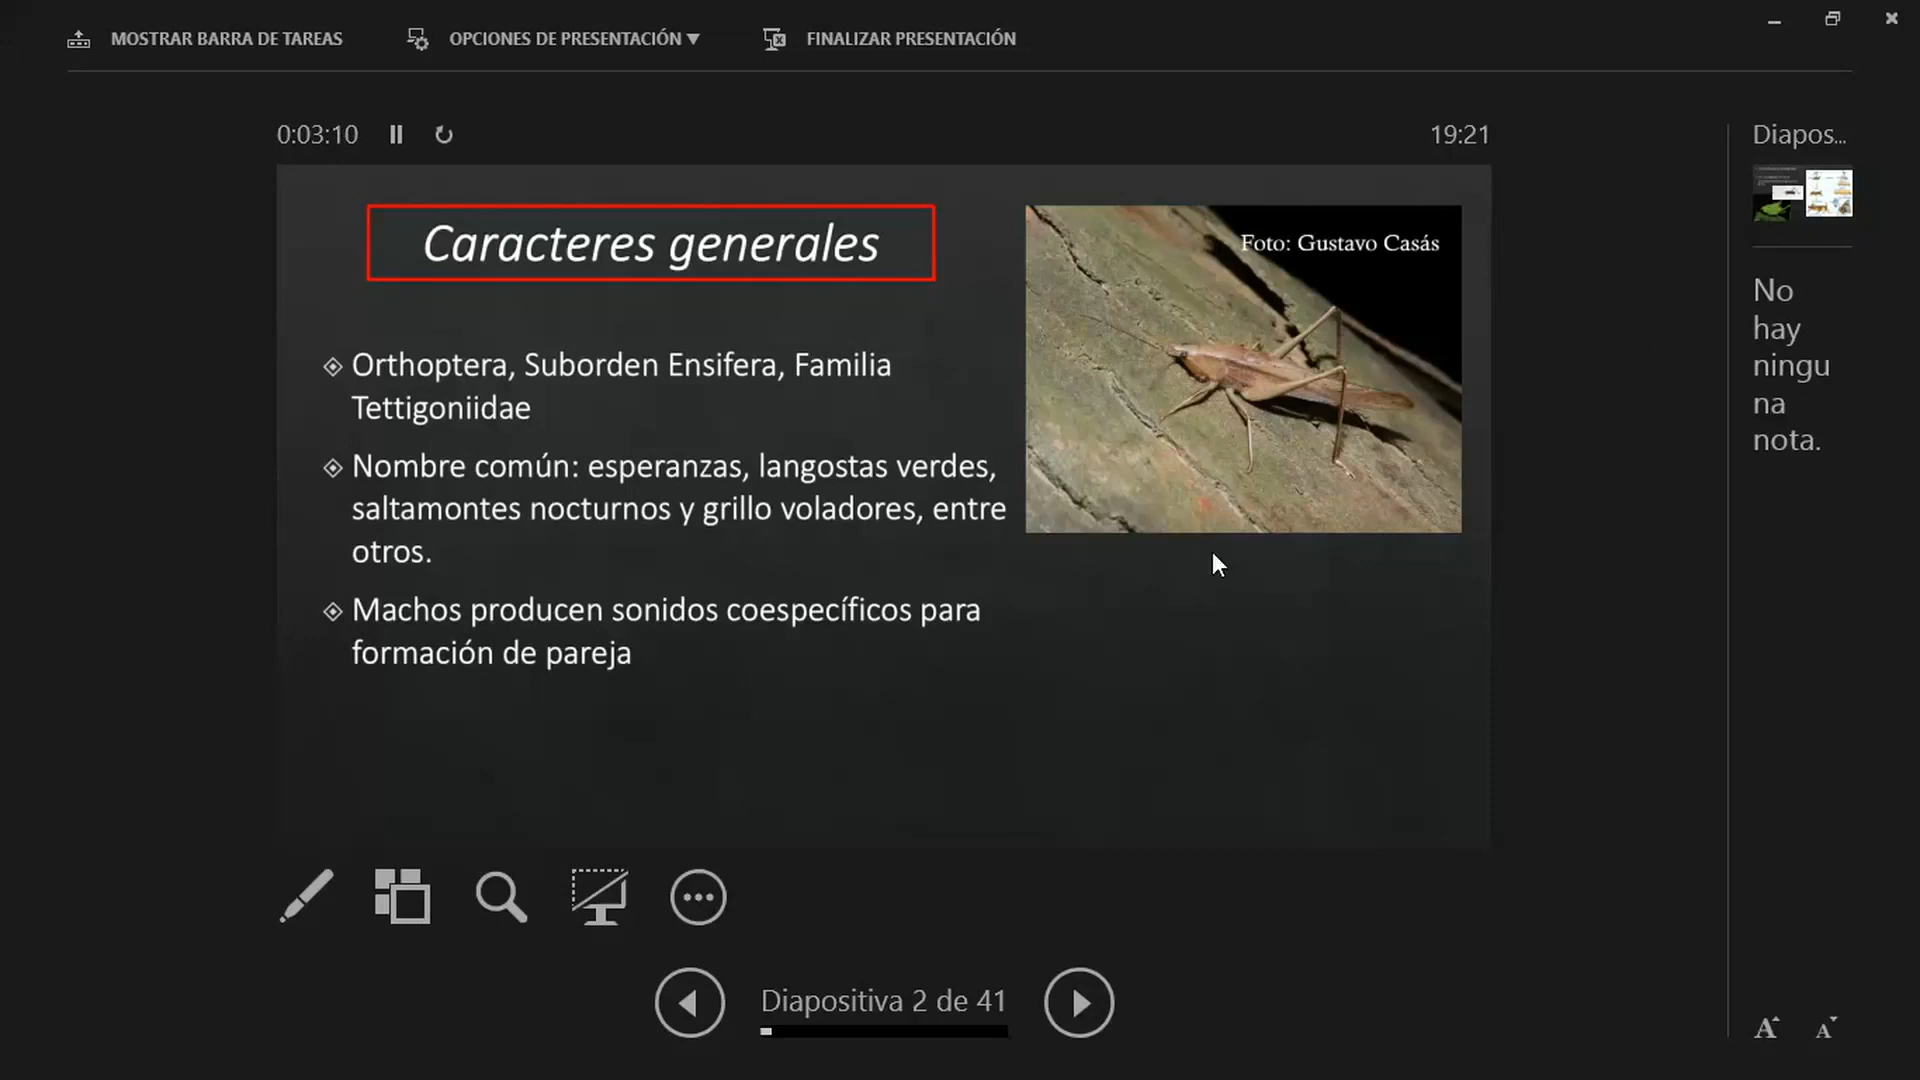 MOSTRAR BARRA DE TAREAS
OPCIONES DE PRESENTACIÓN
FINALIZAR PRESENTACIÓN
0:03:10
19:21
Diapos...
Caracteres generales
Foto: Gustavo Casás
Orthoptera, Suborden Ensifera, Familia
Tettigoniidae
Nombre común: esperanzas, langostas verdes,
saltamontes nocturnos y grillo voladores, entre
otros.
Machos producen sonidos coespecíficos para
formación de pareja
No
hay
ningu
na
nota.
Diapositiva 2 de 41
A
A